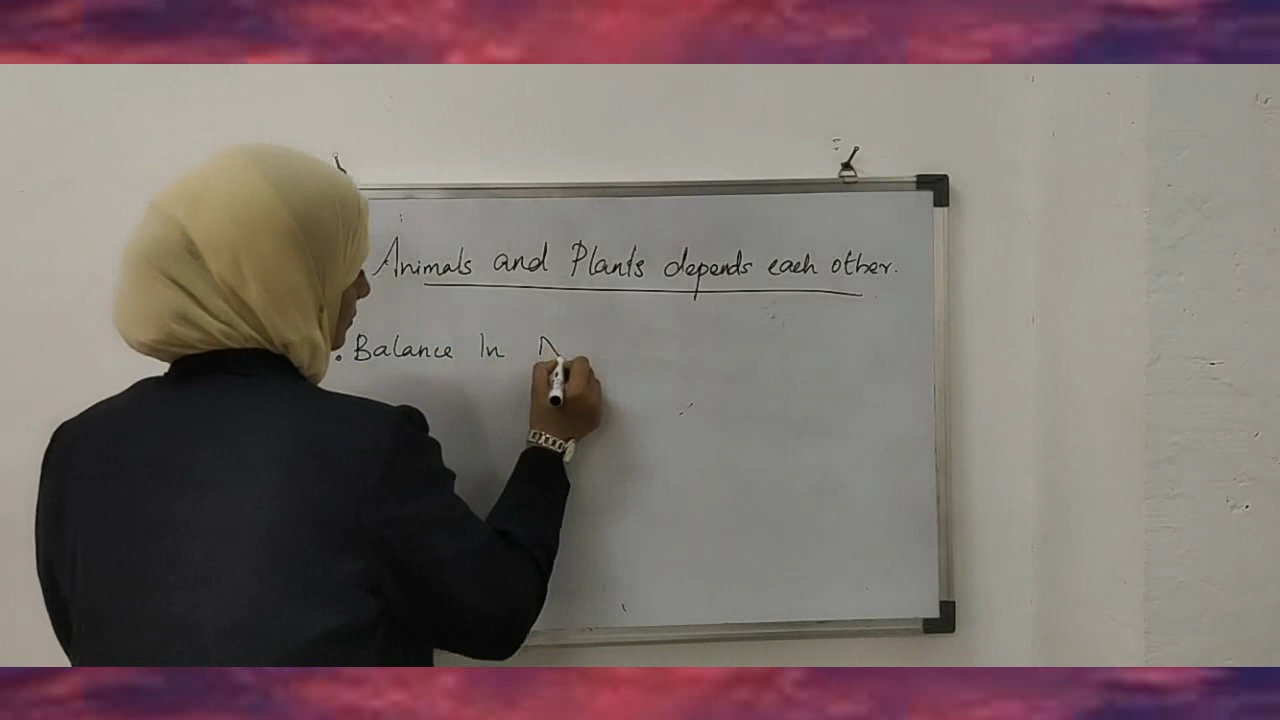 Animals and Plants depends each other.
. Balance In N